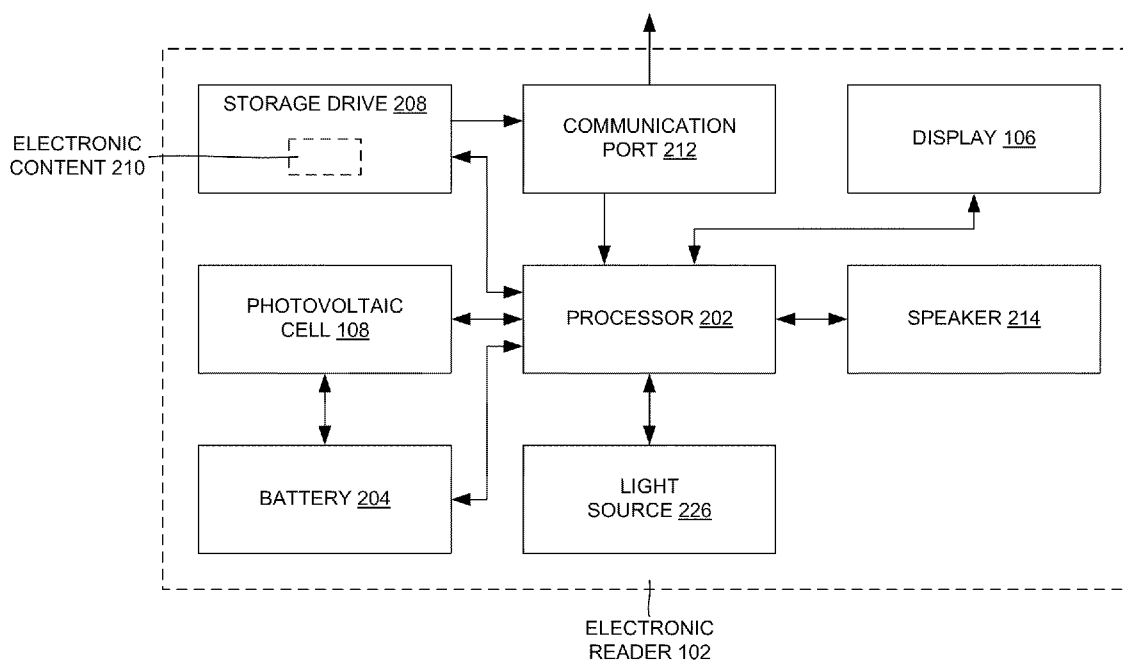 STORAGE DRIVE 208
COMMUNICATION
PORT 212
DISPLAY 106
ELECTRONIC
CONTENT 210
PHOTOVOLTAIC
CELL 108
PROCESSOR 202
SPEAKER 214
BATTERY 204
LIGHT
SOURCE 226
ELECTRONIC
READER 102